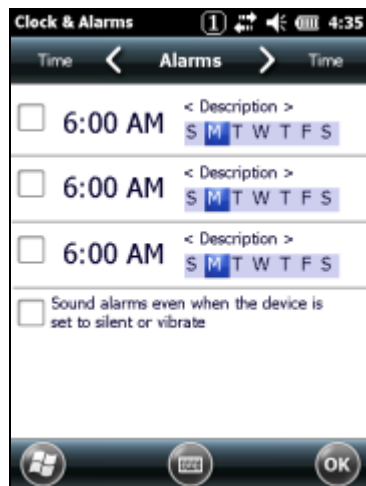 Clock & Alarms 1 4:35
Time Alarms Time
6:00 AM < Description >
S M T W T F S
6:00 AM < Description >
S M T W T F S
6:00 AM < Description >
S M T W T F S
Sound alarms even when the device is
set to silent or vibrate
OK